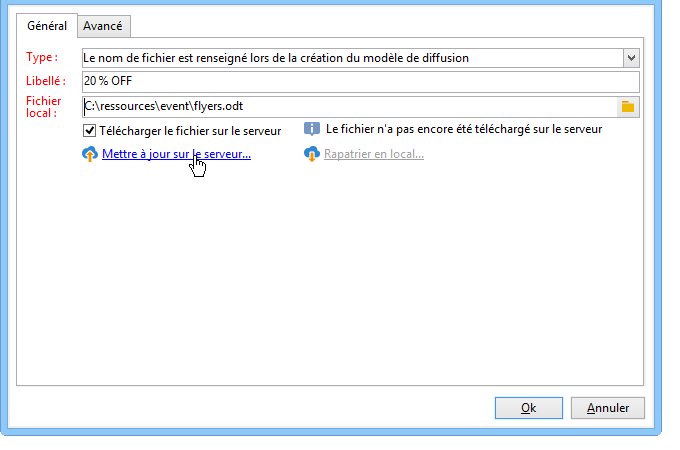 Général Avancé
Type : Le nom de fichier est renseigné lors de la création du modèle de diffusion
Libellé : 20 % OFF
Fichier
local : C:\ressources\event\flyers.odt
Télécharger le fichier sur le serveur Le fichier n'a pas encore été téléchargé sur le serveur
Mettre à jour sur le serveur... Rapatrier en local...
Ok Annuler